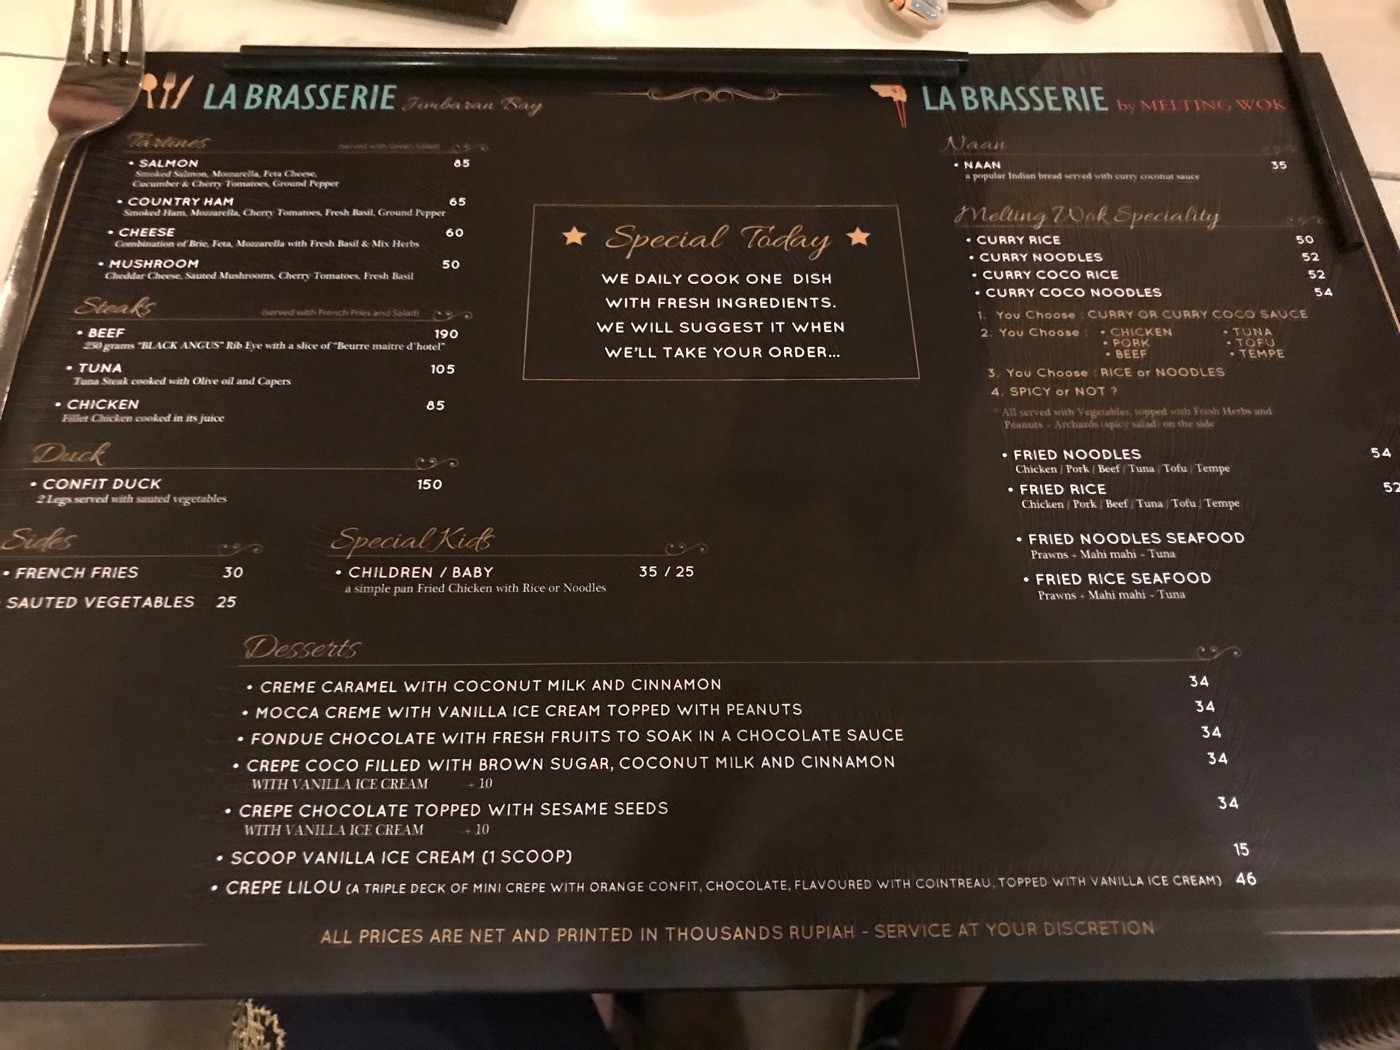 LA BRASSERIE Jimbaran Bay
Tartines (served with Green Salad)
• SALMON 85
Smoked Salmon, Mozzarella, Feta Cheese,
Cucumber & Cherry Tomatoes, Ground Pepper
• COUNTRY HAM 65
Smoked Ham, Mozzarella, Cherry Tomatoes, Fresh Basil, Ground Pepper
• CHEESE 60
Combination of Brie, Feta, Mozzarella with Fresh Basil & Mix Herbs
• MUSHROOM 50
Cheddar Cheese, Sauted Mushrooms, Cherry Tomatoes, Fresh Basil
Steaks (served with French Fries and Salad)
• BEEF 190
250 grams "BLACK ANGUS" Rib Eye with a slice of "Beurre maitre d'hotel"
• TUNA 105
Tuna Steak cooked with Olive oil and Capers
• CHICKEN 85
Fillet Chicken cooked in its juice
Duck
• CONFIT DUCK 150
2 Legs served with sauted vegetables
Sides
• FRENCH FRIES 30
SAUTED VEGETABLES 25
Special Kids
• CHILDREN / BABY 35 / 25
a simple pan Fried Chicken with Rice or Noodles
Special Today
WE DAILY COOK ONE DISH
WITH FRESH INGREDIENTS.
WE WILL SUGGEST IT WHEN
WE'LL TAKE YOUR ORDER...
LA BRASSERIE by MELTING WOK
Naan
• NAAN 35
a popular Indian bread served with curry coconut sauce
Melting Wok Speciality
• CURRY RICE 50
• CURRY NOODLES 52
• CURRY COCO RICE 52
• CURRY COCO NOODLES 54
1. You Choose : CURRY OR CURRY COCO SAUCE
2. You Choose : • CHICKEN • TUNA
• PORK • TOFU
• BEEF • TEMPE
3. You Choose : RICE or NOODLES
4. SPICY or NOT ?
* All served with Vegetables, topped with Fresh Herbs and
Peanuts + Archards (spicy salad) on the side
• FRIED NOODLES 54
Chicken / Pork / Beef / Tuna / Tofu / Tempe
• FRIED RICE 52
Chicken / Pork / Beef / Tuna / Tofu / Tempe
• FRIED NOODLES SEAFOOD
Prawns + Mahi mahi + Tuna
• FRIED RICE SEAFOOD
Prawns + Mahi mahi + Tuna
Desserts
• CREME CARAMEL WITH COCONUT MILK AND CINNAMON 34
• MOCCA CREME WITH VANILLA ICE CREAM TOPPED WITH PEANUTS 34
• FONDUE CHOCOLATE WITH FRESH FRUITS TO SOAK IN A CHOCOLATE SAUCE 34
• CREPE COCO FILLED WITH BROWN SUGAR, COCONUT MILK AND CINNAMON 34
WITH VANILLA ICE CREAM + 10
• CREPE CHOCOLATE TOPPED WITH SESAME SEEDS 34
WITH VANILLA ICE CREAM + 10
• SCOOP VANILLA ICE CREAM (1 SCOOP) 15
• CREPE LILOU (A TRIPLE DECK OF MINI CREPE WITH ORANGE CONFIT, CHOCOLATE, FLAVOURED WITH COINTREAU, TOPPED WITH VANILLA ICE CREAM) 46
ALL PRICES ARE NET AND PRINTED IN THOUSANDS RUPIAH - SERVICE AT YOUR DISCRETION